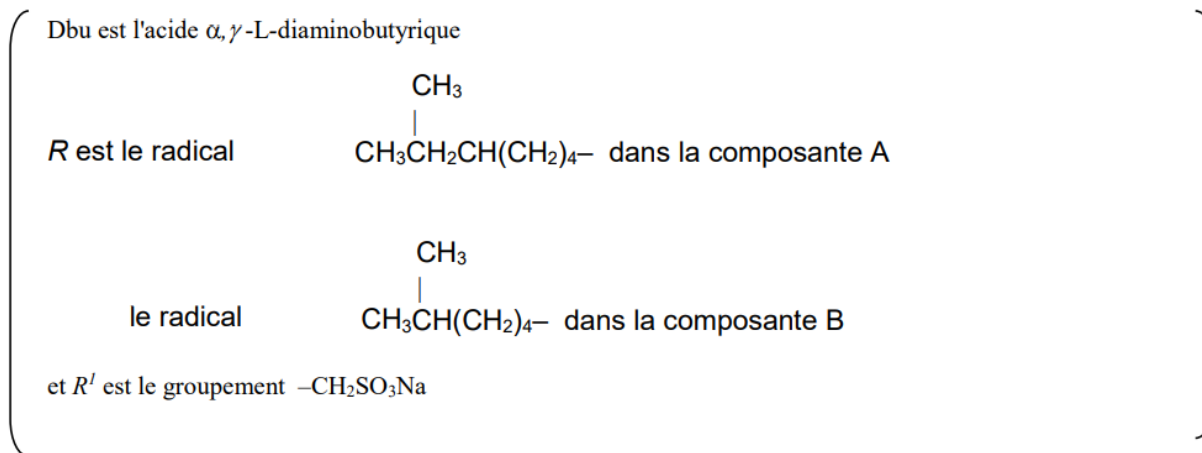 Dbu est l'acide α,γ-L-diaminobutyrique
CH₃
|
R est le radical CH₃CH₂CH(CH₂)₄– dans la composante A
CH₃
|
le radical CH₃CH(CH₂)₄– dans la composante B
et R¹ est le groupement –CH₂SO₃Na